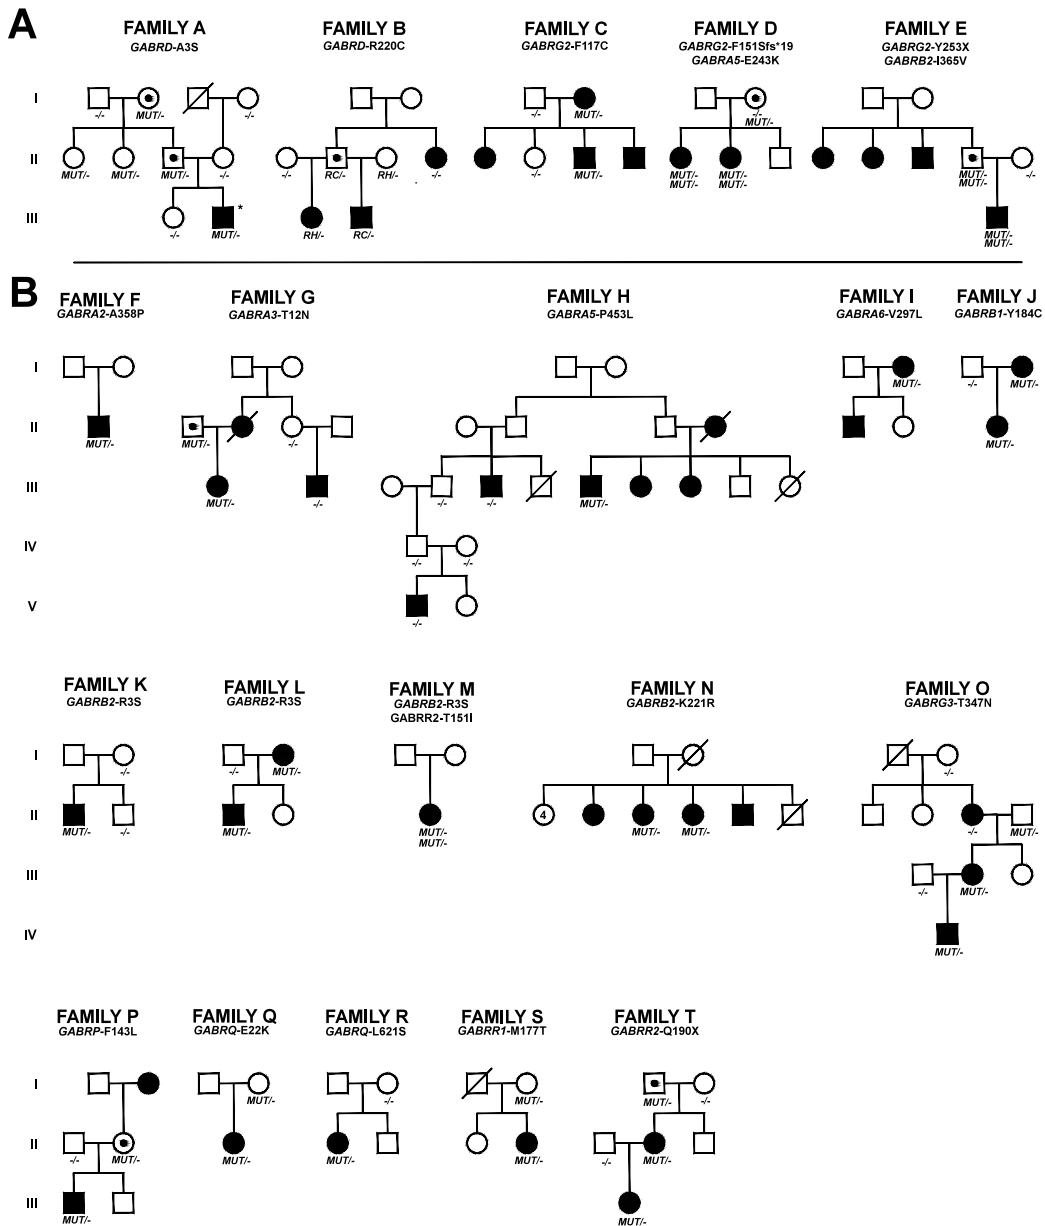 A
FAMILY A
GABRD-A3S
FAMILY B
GABRD-R220C
FAMILY C
GABRG2-F117C
FAMILY D
GABRG2-F151Sfs*19
GABRA5-E243K
FAMILY E
GABRG2-Y253X
GABRB2-I365V
I
-/- MUT/- -/-
-/- MUT/-
-/-
MUT/-
II
MUT/- MUT/- MUT/- -/-
-/- RC/- RH/- -/-
-/- MUT/-
MUT/- MUT/-
MUT/- MUT/-
MUT/- -/-
MUT/-
III
*
-/- MUT/-
RH/- RC/-
MUT/-
MUT/-
B
FAMILY F
GABRA2-A358P
FAMILY G
GABRA3-T12N
FAMILY H
GABRA5-P453L
FAMILY I
GABRA6-V297L
FAMILY J
GABRB1-Y184C
I
MUT/- -/- MUT/-
II
MUT/- MUT/- -/- MUT/-
III
MUT/- -/- -/- -/- MUT/-
IV
-/- -/-
V
-/-
FAMILY K
GABRB2-R3S
FAMILY L
GABRB2-R3S
FAMILY M
GABRB2-R3S
GABRR2-T151I
FAMILY N
GABRB2-K221R
FAMILY O
GABRG3-T347N
I
-/- -/- MUT/- -/-
II
4
MUT/- -/- MUT/- MUT/- MUT/- MUT/- -/- MUT/-
MUT/-
III
-/- MUT/-
IV
MUT/-
FAMILY P
GABRP-F143L
FAMILY Q
GABRQ-E22K
FAMILY R
GABRQ-L621S
FAMILY S
GABRR1-M177T
FAMILY T
GABRR2-Q190X
I
MUT/- -/- MUT/- MUT/- -/-
II
-/- MUT/- MUT/- MUT/- MUT/- -/- MUT/-
III
MUT/- MUT/-